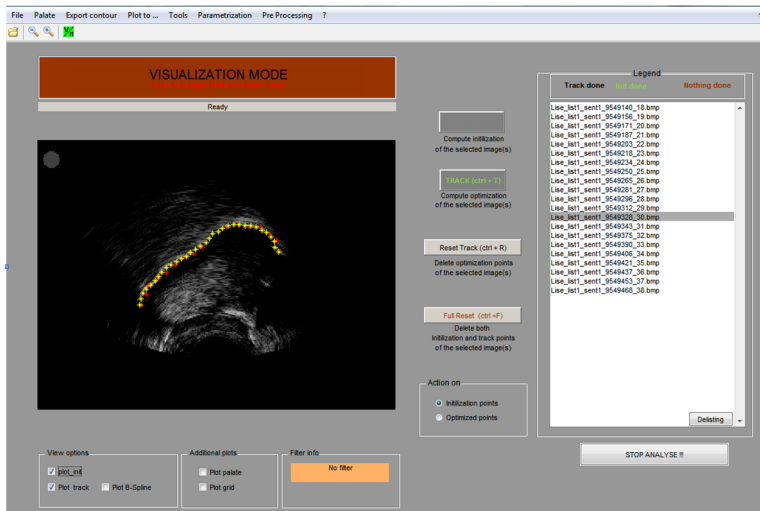 File Palate Export contour Plot to ... Tools Parametrization Pre Processing ?
VISUALIZATION MODE
Ready
Compute initilization
of the selected image(s)
TRACK (ctrl + T)
Compute optimization
of the selected image(s)
Reset Track (ctrl + R)
Delete optimization points
of the selected image(s)
Full Reset (ctrl +F)
Delete both
Initilization and track points
of the selected image(s)
Action on
Initilization points
Optimized points
Legend
Track done Init done Nothing done
Lise_list1_sent1_9549140_18.bmp
Lise_list1_sent1_9549156_19.bmp
Lise_list1_sent1_9549171_20.bmp
Lise_list1_sent1_9549187_21.bmp
Lise_list1_sent1_9549203_22.bmp
Lise_list1_sent1_9549218_23.bmp
Lise_list1_sent1_9549234_24.bmp
Lise_list1_sent1_9549250_25.bmp
Lise_list1_sent1_9549265_26.bmp
Lise_list1_sent1_9549281_27.bmp
Lise_list1_sent1_9549296_28.bmp
Lise_list1_sent1_9549312_29.bmp
Lise_list1_sent1_9549328_30.bmp
Lise_list1_sent1_9549343_31.bmp
Lise_list1_sent1_9549375_32.bmp
Lise_list1_sent1_9549390_33.bmp
Lise_list1_sent1_9549406_34.bmp
Lise_list1_sent1_9549421_35.bmp
Lise_list1_sent1_9549437_36.bmp
Lise_list1_sent1_9549453_37.bmp
Lise_list1_sent1_9549468_38.bmp
Delisting
STOP ANALYSE !!
View options
plot_init
Plot track Plot B-Spline
Additional plots
Plot palate
Plot grid
Filter info
No filter